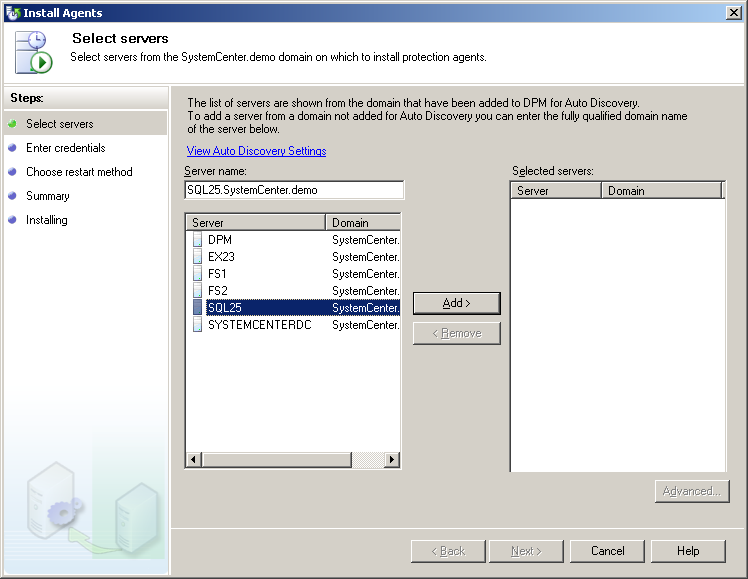 Install Agents
Select servers
Select servers from the SystemCenter.demo domain on which to install protection agents.
Steps:
Select servers
Enter credentials
Choose restart method
Summary
Installing
The list of servers are shown from the domain that have been added to DPM for Auto Discovery.
To add a server from a domain not added for Auto Discovery you can enter the fully qualified domain name
of the server below.
View Auto Discovery Settings
Server name:
SQL25.SystemCenter.demo
Server Domain
DPM SystemCenter.
EX23 SystemCenter.
FS1 SystemCenter.
FS2 SystemCenter.
SQL25 SystemCenter.
SYSTEMCENTERDC SystemCenter.
Add >
< Remove
Selected servers:
Server Domain
Advanced...
< Back Next > Cancel Help